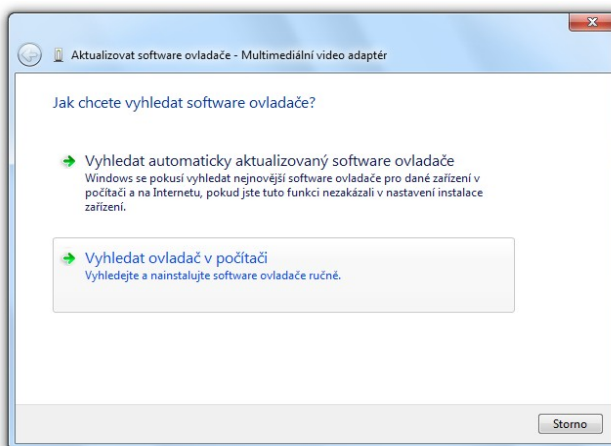 Aktualizovat software ovladače - Multimediální video adaptér
Jak chcete vyhledat software ovladače?
Vyhledat automaticky aktualizovaný software ovladače
Windows se pokusí vyhledat nejnovější software ovladače pro dané zařízení v
počítači a na Internetu, pokud jste tuto funkci nezakázali v nastavení instalace
zařízení.
Vyhledat ovladač v počítači
Vyhledejte a nainstalujte software ovladače ručně.
Storno